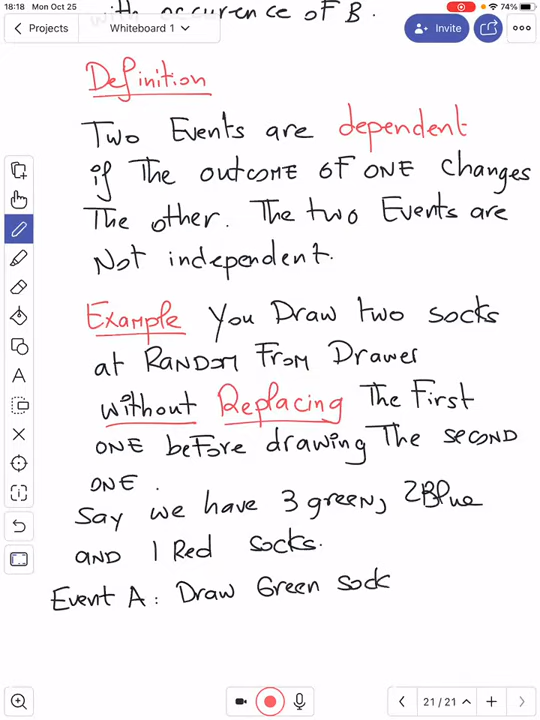 18:18 Mon Oct 25
74%
with occurence of B.
Projects
Whiteboard 1
Invite
Definition
Two Events are dependent
if The outcome of ONE changes
The other. The two Events are
Not independent.
Example You Draw two socks
at RANDOM From Drawer
without Replacing The First
ONE before drawing The second
ONE.
Say we have 3 green, 2 Blue
and 1 Red socks.
Event A: Draw Green sock
A
21/21